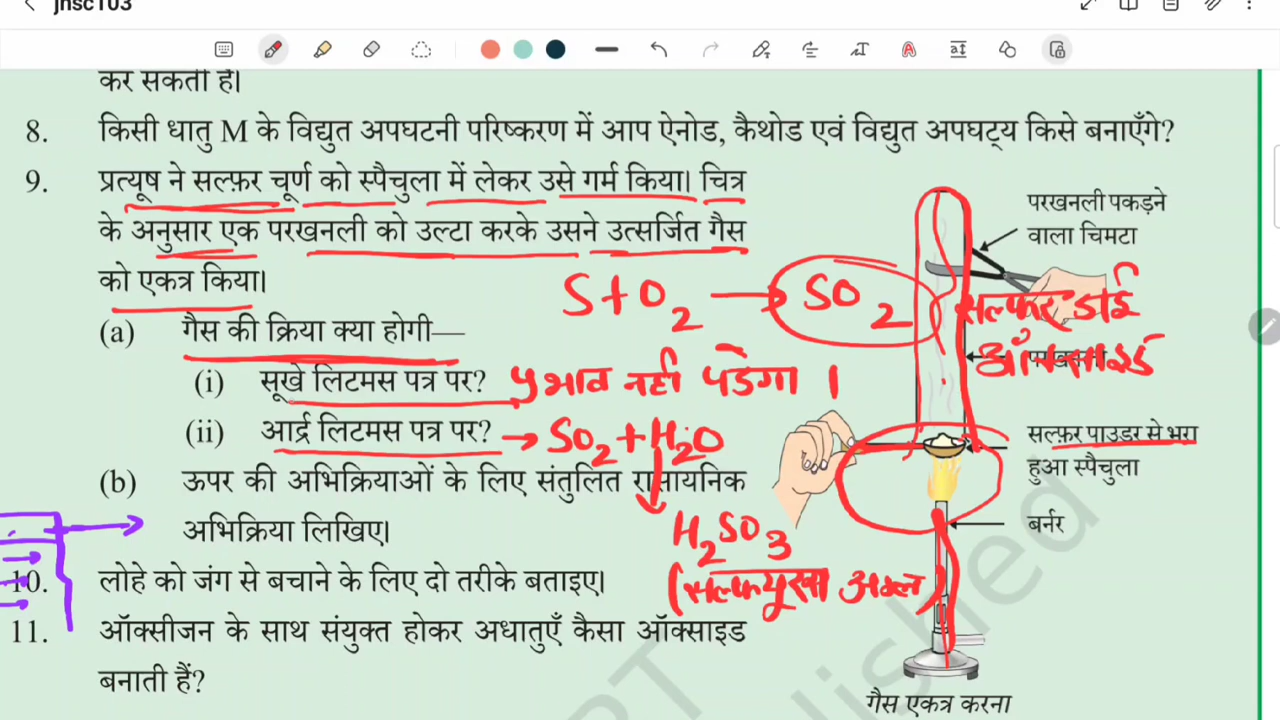 jhsc103
कर सकती हैं।
8. किसी धातु M के विद्युत अपघटनी परिष्करण में आप ऐनोड, कैथोड एवं विद्युत अपघट्य किसे बनाएँगे?
9. प्रत्यूष ने सल्फ़र चूर्ण को स्पैचुला में लेकर उसे गर्म किया। चित्र
के अनुसार एक परखनली को उल्टा करके उसने उत्सर्जित गैस
को एकत्र किया।
S + O2 → SO2 सल्फर डाई
ऑक्साइड
(a) गैस की क्रिया क्या होगी—
(i) सूखे लिटमस पत्र पर? प्रभाव नहीं पडेगा।
(ii) आर्द्र लिटमस पत्र पर? → SO2 + H2O
(b) ऊपर की अभिक्रियाओं के लिए संतुलित रासायनिक
अभिक्रिया लिखिए।
H2SO3
(सल्फ्यूरस अम्ल)
10. लोहे को जंग से बचाने के लिए दो तरीके बताइए।
11. ऑक्सीजन के साथ संयुक्त होकर अधातुएँ कैसा ऑक्साइड
बनाती हैं?
परखनली पकड़ने
वाला चिमटा
परखनली
सल्फ़र पाउडर से भरा
हुआ स्पैचुला
बर्नर
गैस एकत्र करना